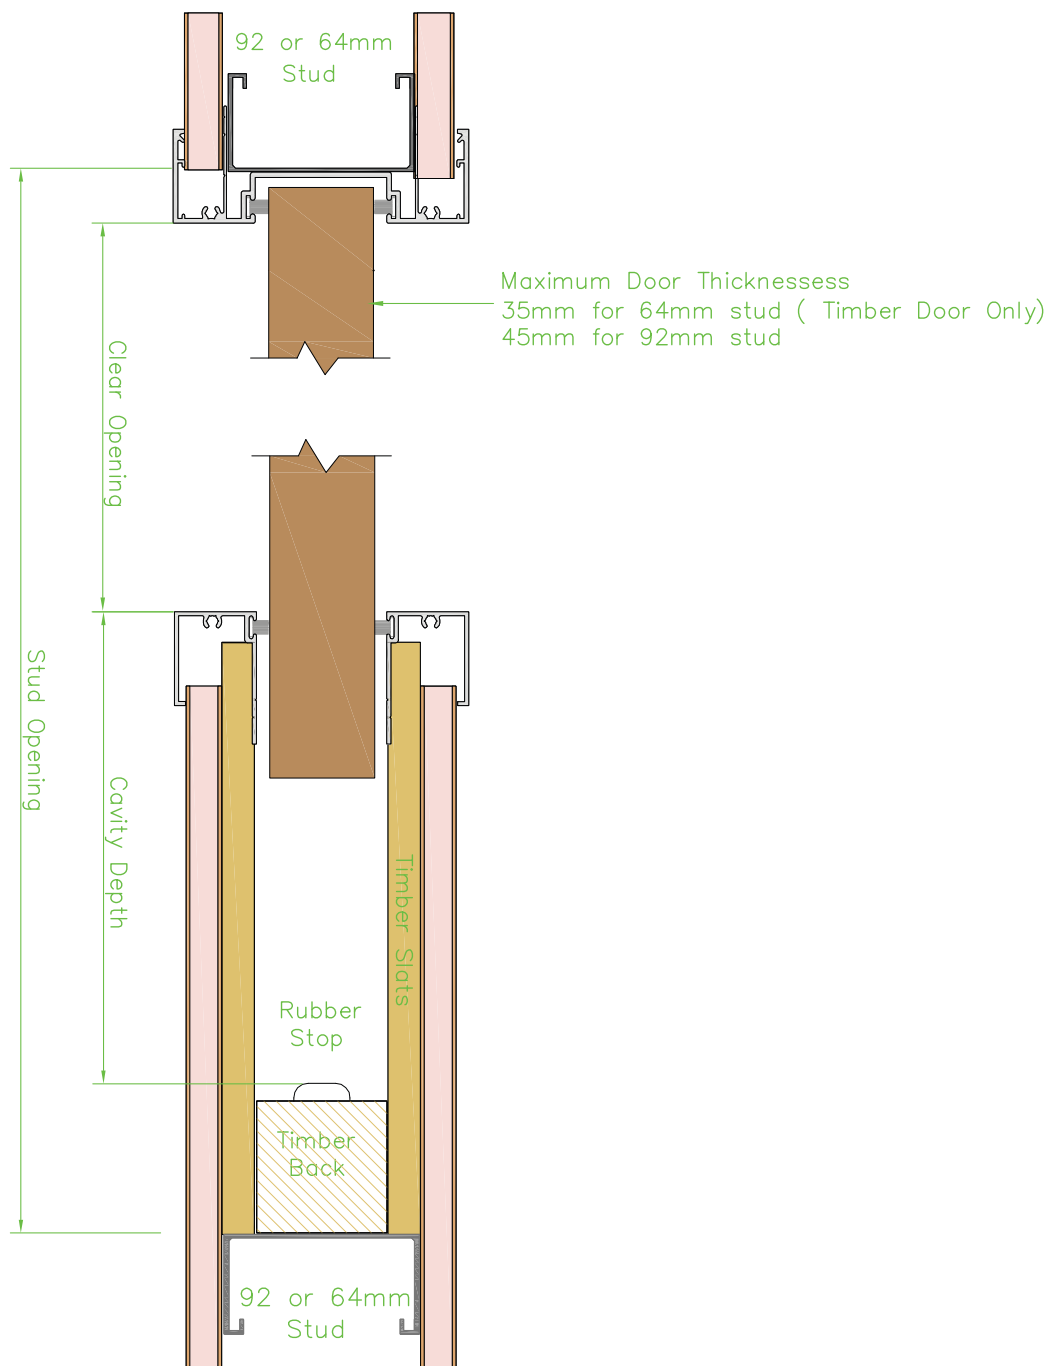 92 or 64mm
Stud
Maximum Door Thicknessess
35mm for 64mm stud ( Timber Door Only)
45mm for 92mm stud
Clear Opening
Stud Opening
Cavity Depth
Timber Slats
Rubber
Stop
Timber
Back
92 or 64mm
Stud